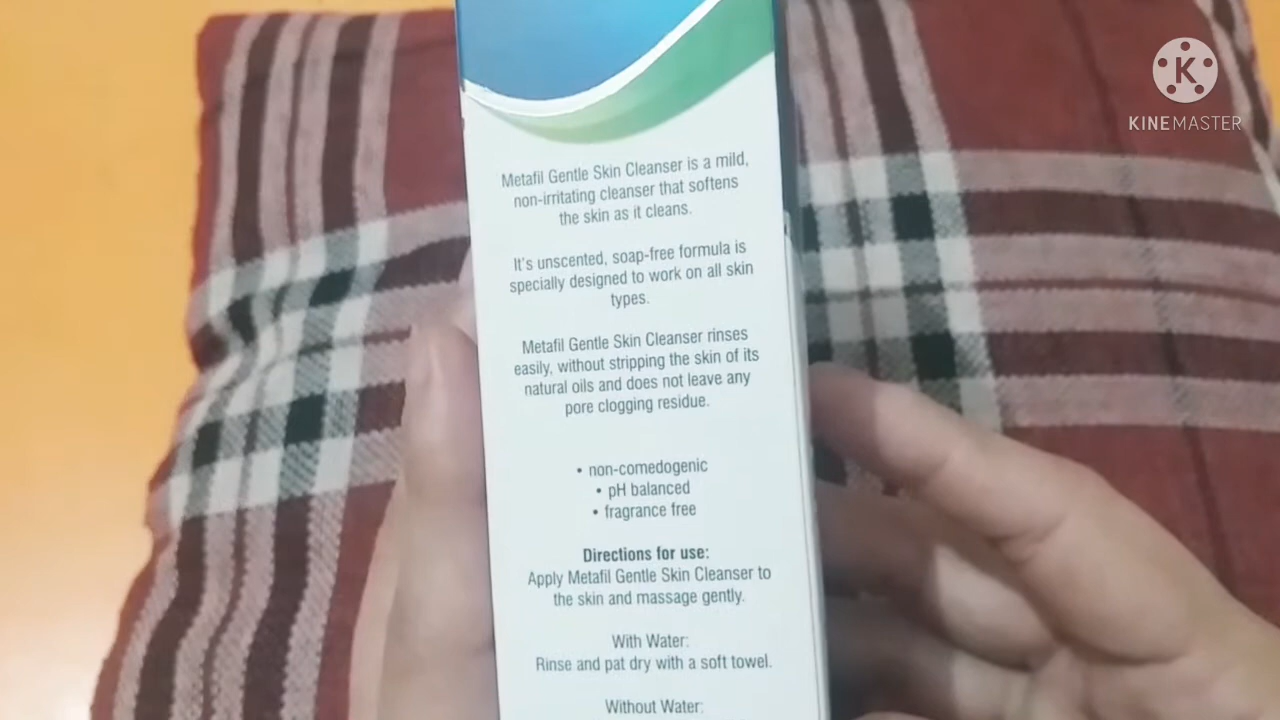 K
KINEMASTER
Metafil Gentle Skin Cleanser is a mild,
non-irritating cleanser that softens
the skin as it cleans.
It's unscented, soap-free formula is
specially designed to work on all skin
types.
Metafil Gentle Skin Cleanser rinses
easily, without stripping the skin of its
natural oils and does not leave any
pore clogging residue.
• non-comedogenic
• pH balanced
• fragrance free
Directions for use:
Apply Metafil Gentle Skin Cleanser to
the skin and massage gently.
With Water:
Rinse and pat dry with a soft towel.
Without Water: